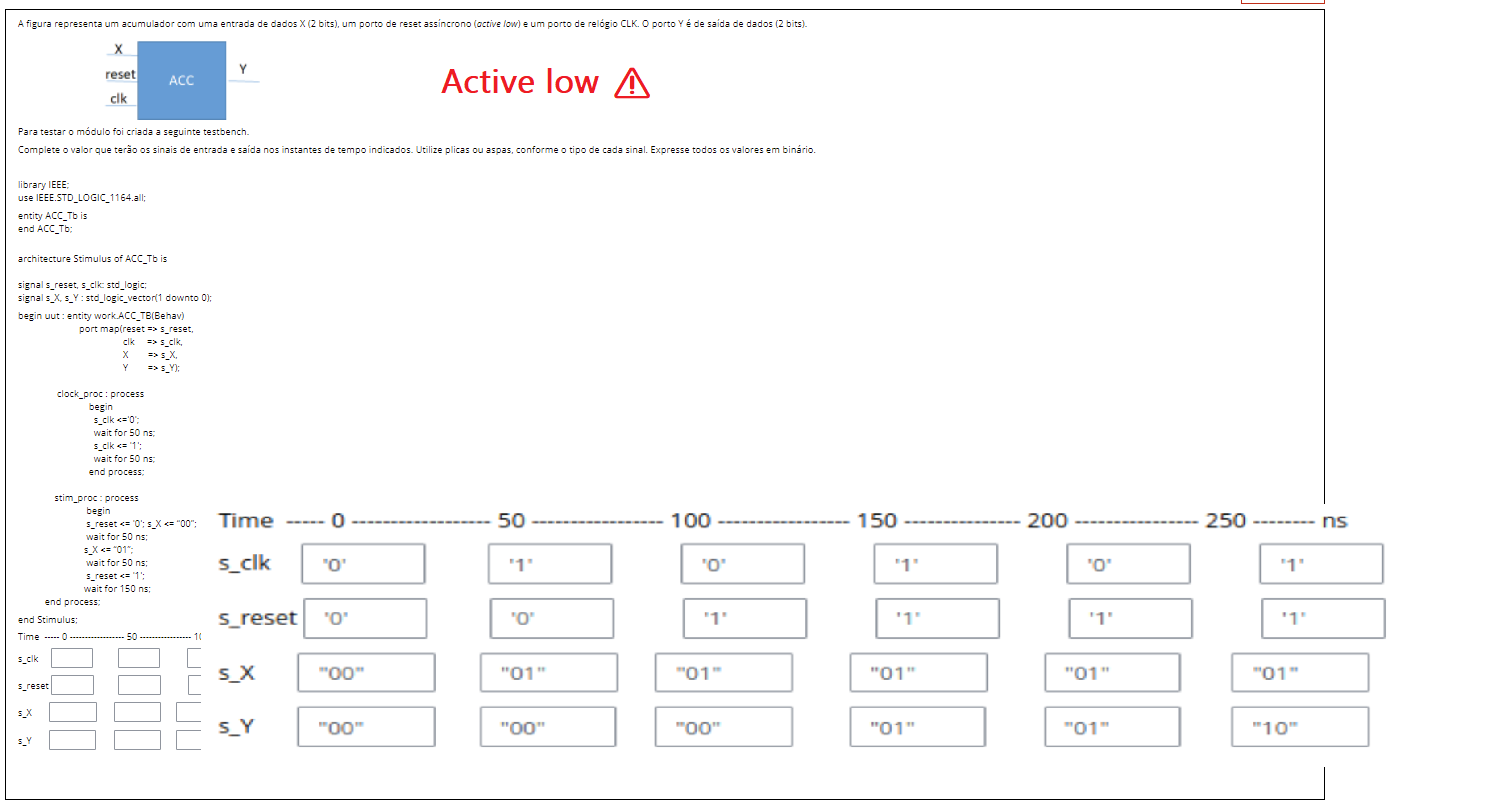 A figura representa um acumulador com uma entrada de dados X (2 bits), um porto de reset assíncrono (active low) e um porto de relógio CLK. O porto Y é de saída de dados (2 bits).
X
reset
clk
ACC
Y
Active low
Para testar o módulo foi criada a seguinte testbench.
Complete o valor que terão os sinais de entrada e saída nos instantes de tempo indicados. Utilize plicas ou aspas, conforme o tipo de cada sinal. Expresse todos os valores em binário.
library IEEE;
use IEEE.STD_LOGIC_1164.all;
entity ACC_Tb is
end ACC_Tb;
architecture Stimulus of ACC_Tb is
signal s_reset, s_clk: std_logic;
signal s_X, s_Y : std_logic_vector(1 downto 0);
begin uut : entity work.ACC_TB(Behav)
port map(reset => s_reset,
clk => s_clk,
X => s_X,
Y => s_Y);
clock_proc : process
begin
s_clk <='0';
wait for 50 ns;
s_clk <= '1';
wait for 50 ns;
end process;
stim_proc : process
begin
s_reset <= '0'; s_X <= "00";
wait for 50 ns;
s_X <= "01";
wait for 50 ns;
s_reset <= '1';
wait for 150 ns;
end process;
end Stimulus;
Time ----- 0 ------------------ 50 ----------------- 10
s_clk
s_reset
s_X
s_Y
Time ----- 0 ------------------ 50 ----------------- 100 ----------------- 150 --------------- 200 ---------------- 250 -------- ns
s_clk '0' '1' '0' '1' '0' '1'
s_reset '0' '0' '1' '1' '1' '1'
s_X "00" "01" "01" "01" "01" "01"
s_Y "00" "00" "00" "01" "01" "10"